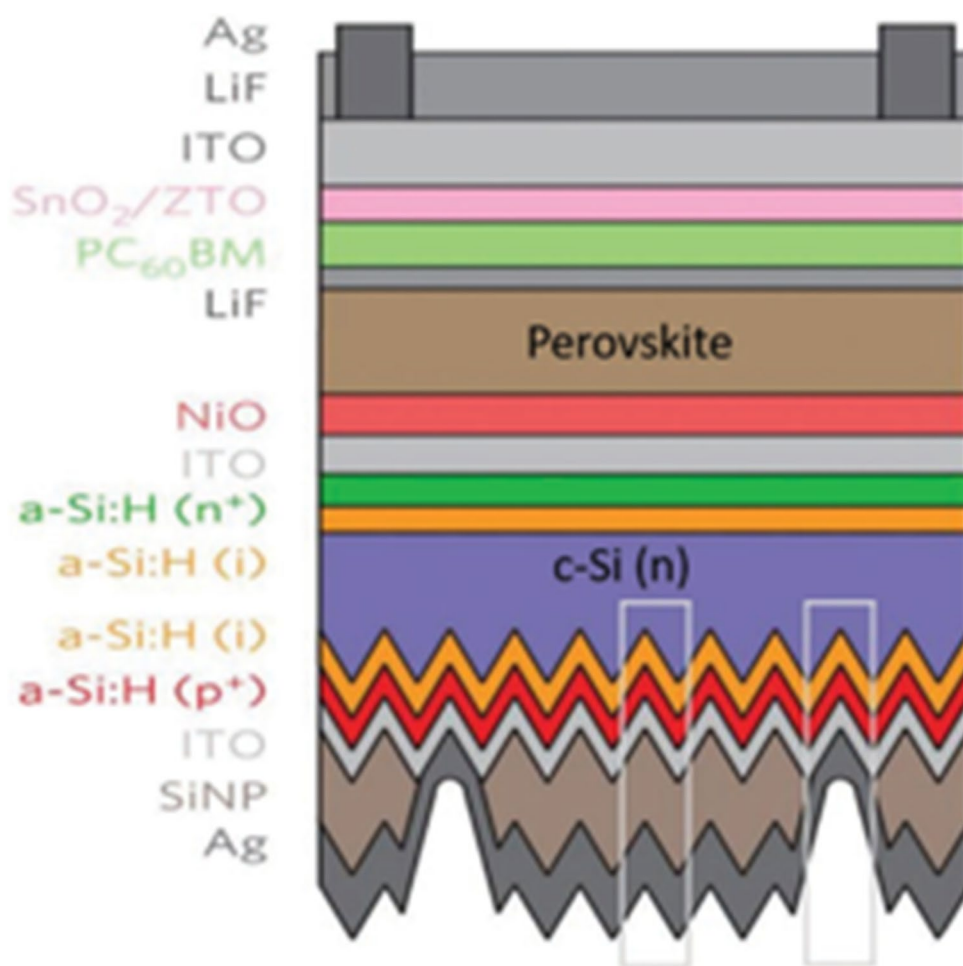 Ag
LiF
ITO
SnO₂/ZTO
PC₆₀BM
LiF
Perovskite
NiO
ITO
a-Si:H (n⁺)
a-Si:H (i)
c-Si (n)
a-Si:H (i)
a-Si:H (p⁺)
ITO
SiNP
Ag